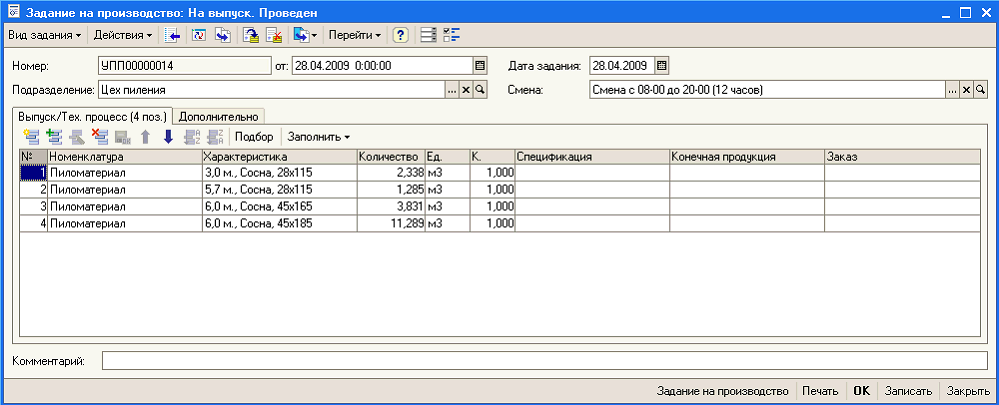 Задание на производство: На выпуск. Проведен
Вид задания Действия Перейти
Номер: УПП00000014 от: 28.04.2009 0:00:00 Дата задания: 28.04.2009
Подразделение: Цех пиления Смена: Смена с 08-00 до 20-00 (12 часов)
Выпуск/Тех. процесс (4 поз.) Дополнительно
Подбор Заполнить
№ Номенклатура Характеристика Количество Ед. К. Спецификация Конечная продукция Заказ
1 Пиломатериал 3,0 м., Сосна, 28x115 2,338 м3 1,000
2 Пиломатериал 5,7 м., Сосна, 28x115 1,285 м3 1,000
3 Пиломатериал 6,0 м., Сосна, 45x165 3,831 м3 1,000
4 Пиломатериал 6,0 м., Сосна, 45x185 11,289 м3 1,000
Комментарий:
Задание на производство Печать OK Записать Закрыть